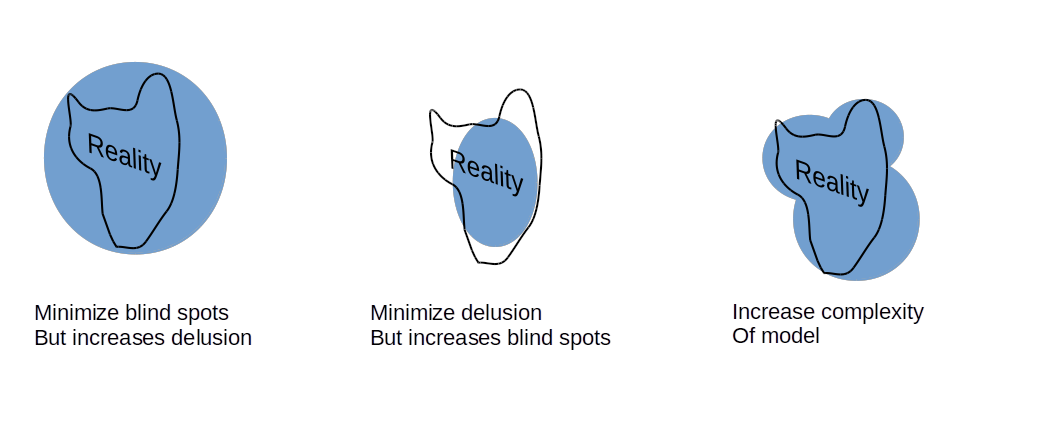 Reality
Reality
Reality
Minimize blind spots
But increases delusion
Minimize delusion
But increases blind spots
Increase complexity
Of model